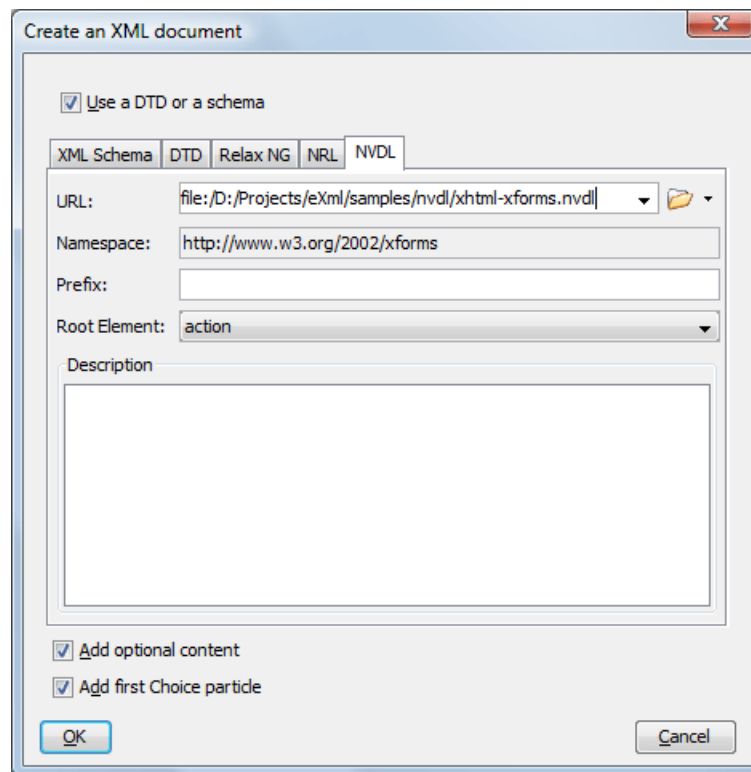 Create an XML document
Use a DTD or a schema
XML Schema DTD Relax NG NRL NVDL
URL: file:/D:/Projects/eXml/samples/nvdl/xhtml-xforms.nvdl
Namespace: http://www.w3.org/2002/xforms
Prefix:
Root Element: action
Description
Add optional content
Add first Choice particle
OK Cancel